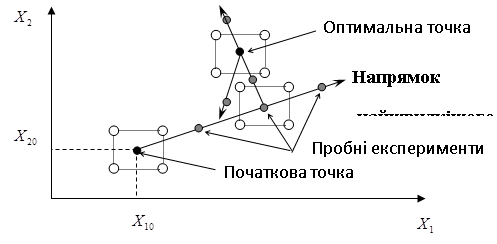 X2
Оптимальна точка
Напрямок
X20
Пробні експерименти
Початкова точка
X10
X1